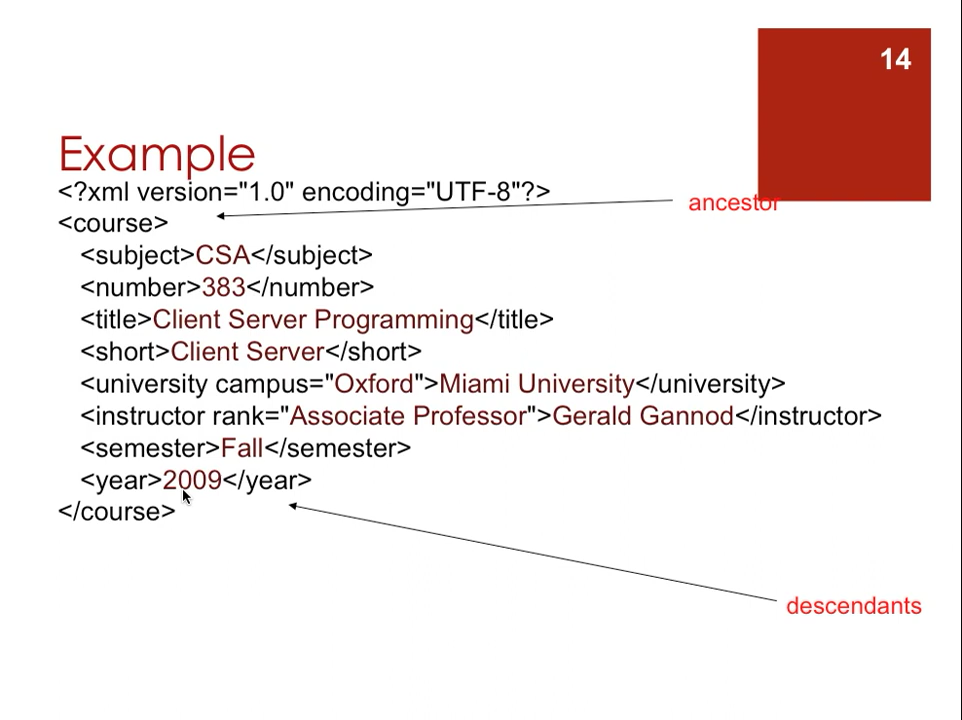 14
Example
<?xml version="1.0" encoding="UTF-8"?>
ancestor
<course>
<subject>CSA</subject>
<number>383</number>
<title>Client Server Programming</title>
<short>Client Server</short>
<university campus="Oxford">Miami University</university>
<instructor rank="Associate Professor">Gerald Gannod</instructor>
<semester>Fall</semester>
<year>2009</year>
</course>
descendants